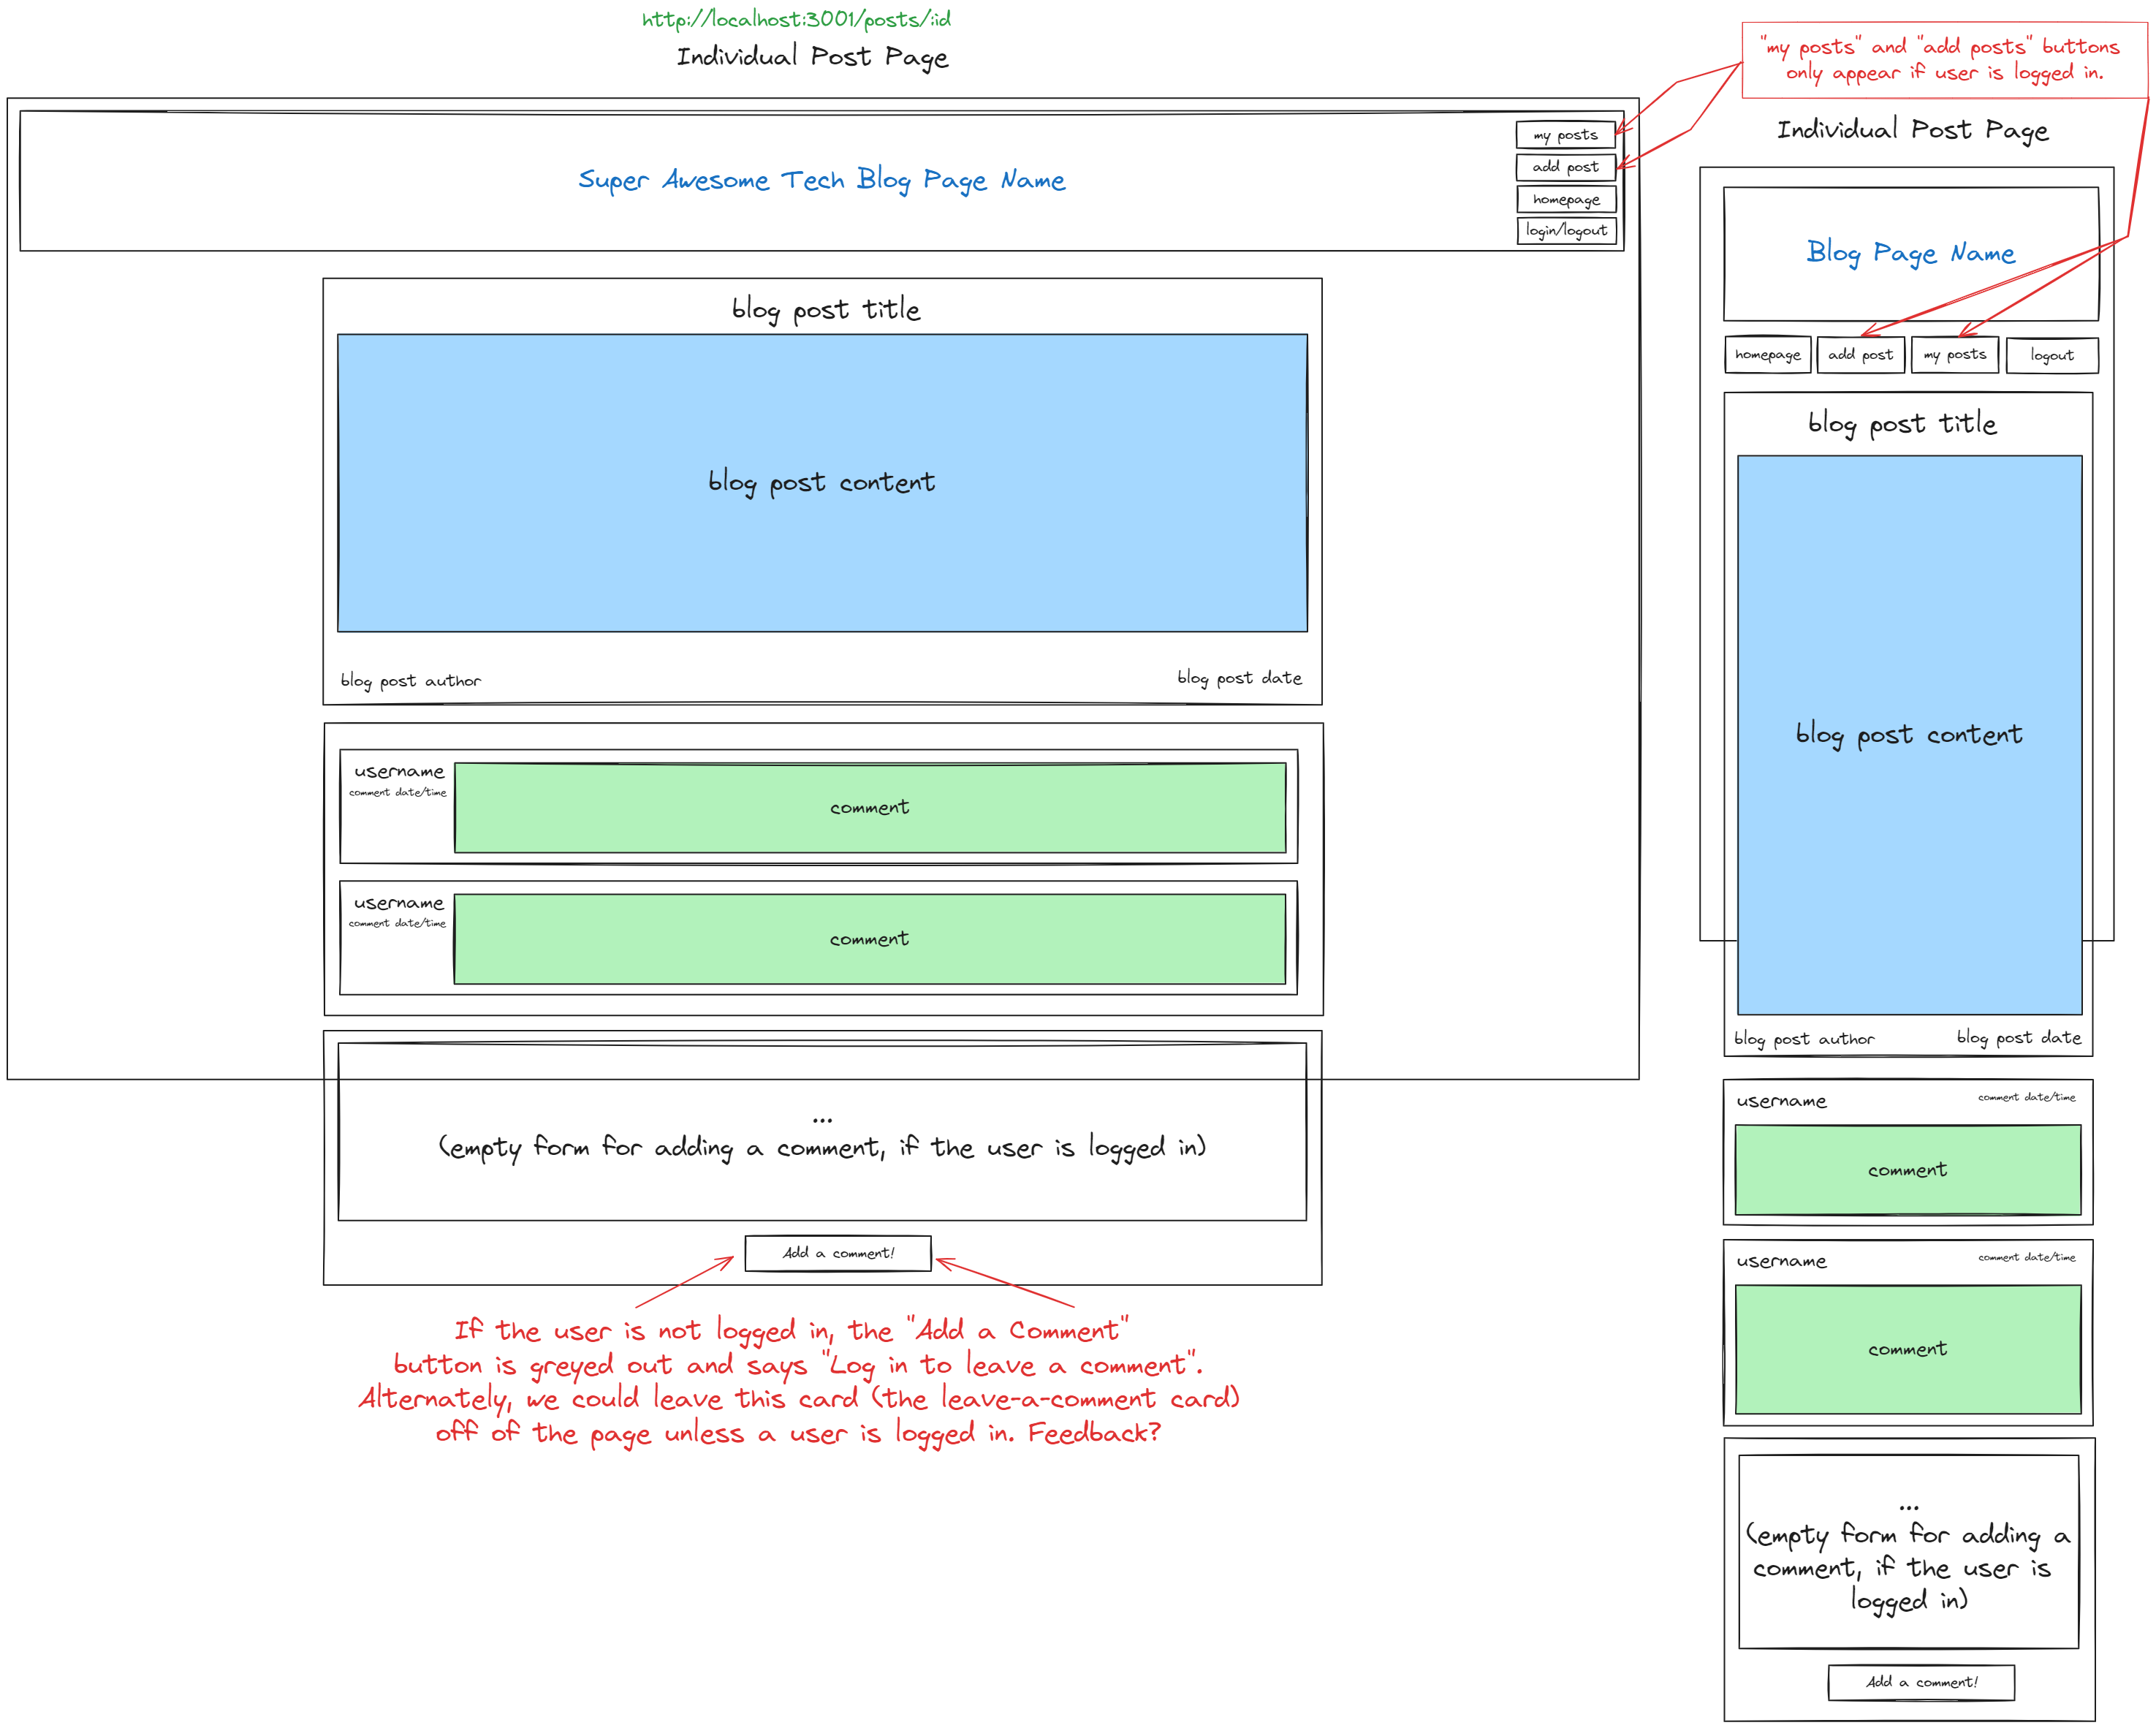 http://localhost:3001/posts/:id
Individual Post Page
my posts
add post
homepage
login/logout
Super Awesome Tech Blog Page Name
blog post title
blog post content
blog post author
blog post date
username
comment date/time
comment
username
comment date/time
comment
...
(empty form for adding a comment, if the user is logged in)
Add a comment!
If the user is not logged in, the "Add a Comment"
button is greyed out and says "Log in to leave a comment".
Alternately, we could leave this card (the leave-a-comment card)
off of the page unless a user is logged in. Feedback?
"my posts" and "add posts" buttons
only appear if user is logged in.
Individual Post Page
Blog Page Name
homepage
add post
my posts
logout
blog post title
blog post content
blog post author
blog post date
username
comment date/time
comment
username
comment date/time
comment
...
(empty form for adding a
comment, if the user is
logged in)
Add a comment!